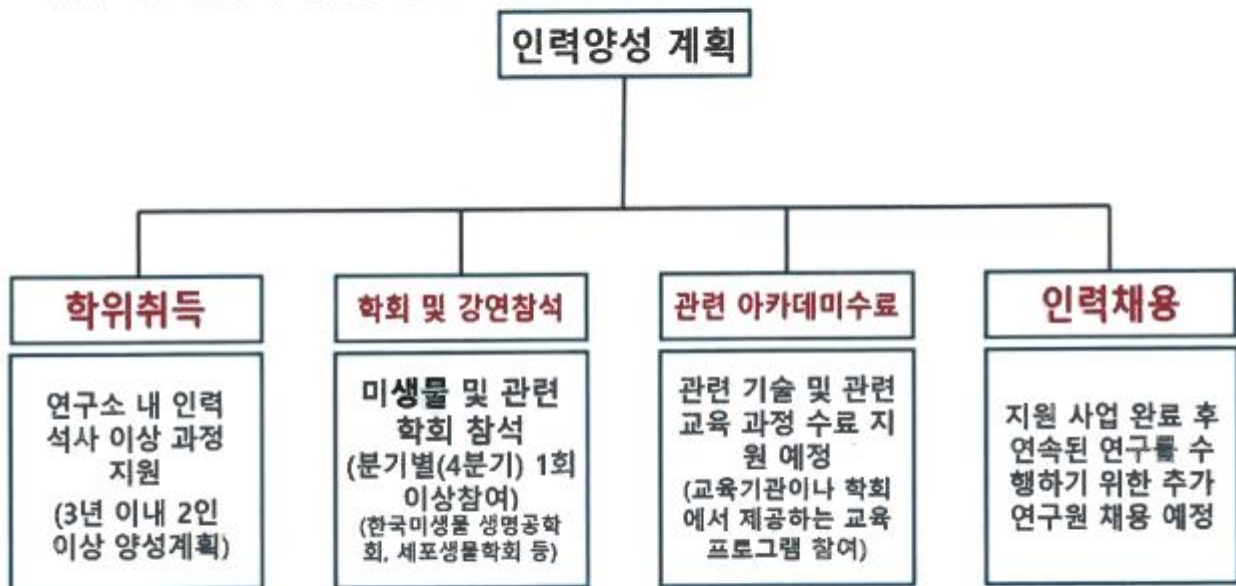 인력양성 계획
학위취득
연구소 내 인력
석사 이상 과정
지원
(3년 이내 2인
이상 양성계획)
학회 및 강연참석
미생물 및 관련
학회 참석
(분기별(4분기) 1회
이상참여)
(한국미생물 생명공학
회, 세포생물학회 등)
관련 아카데미수료
관련 기술 및 관련
교육 과정 수료 지
원 예정
(교육기관이나 학회
에서 제공하는 교육
프로그램 참여)
인력채용
지원 사업 완료 후
연속된 연구를 수
행하기 위한 추가
연구원 채용 예정